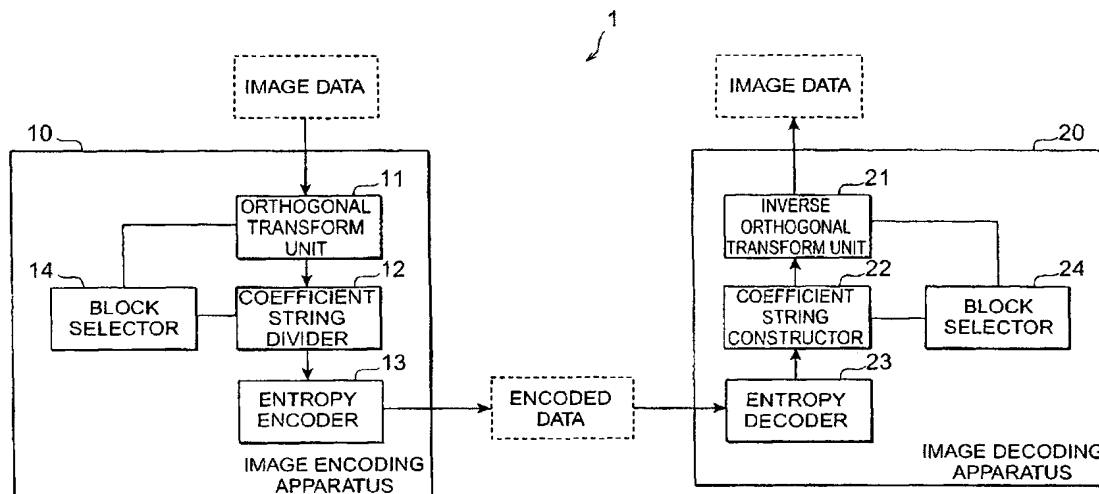 1
IMAGE DATA
10
11
ORTHOGONAL
TRANSFORM
UNIT
14
BLOCK
SELECTOR
12
COEFFICIENT
STRING
DIVIDER
13
ENTROPY
ENCODER
IMAGE ENCODING
APPARATUS
ENCODED
DATA
IMAGE DATA
20
21
INVERSE
ORTHOGONAL
TRANSFORM UNIT
22
COEFFICIENT
STRING
CONSTRUCTOR
24
BLOCK
SELECTOR
23
ENTROPY
DECODER
IMAGE DECODING
APPARATUS